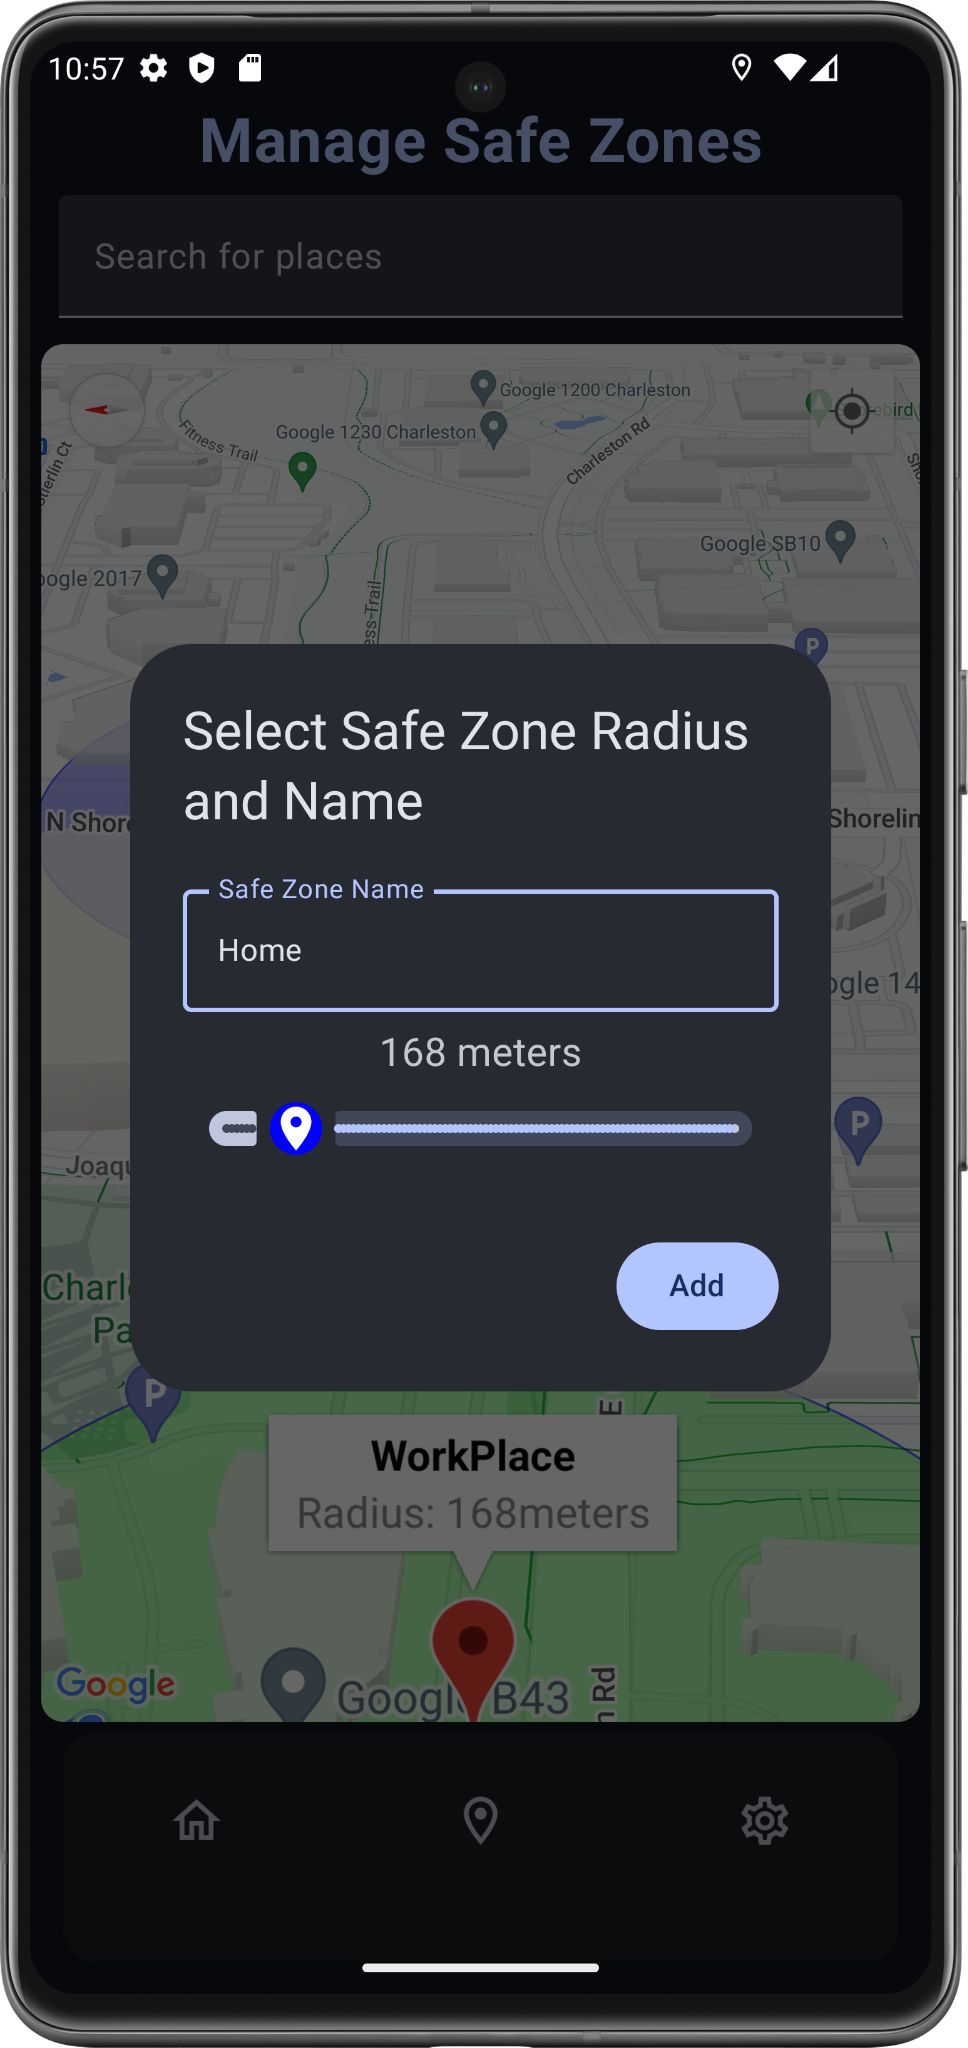 10:57
Manage Safe Zones
Search for places
Google 1200 Charleston
Google 1230 Charleston
Fitness Trail
Charleston Rd
Google SB10
oogle 2017
ess-Trail
P
Select Safe Zone Radius
and Name
N Shore
Shorelin
Safe Zone Name
Home
ogle 14
168 meters
P
Joaqu
Add
Charl
Pa
P
E
WorkPlace
Radius: 168meters
Google
Google B43
n Rd